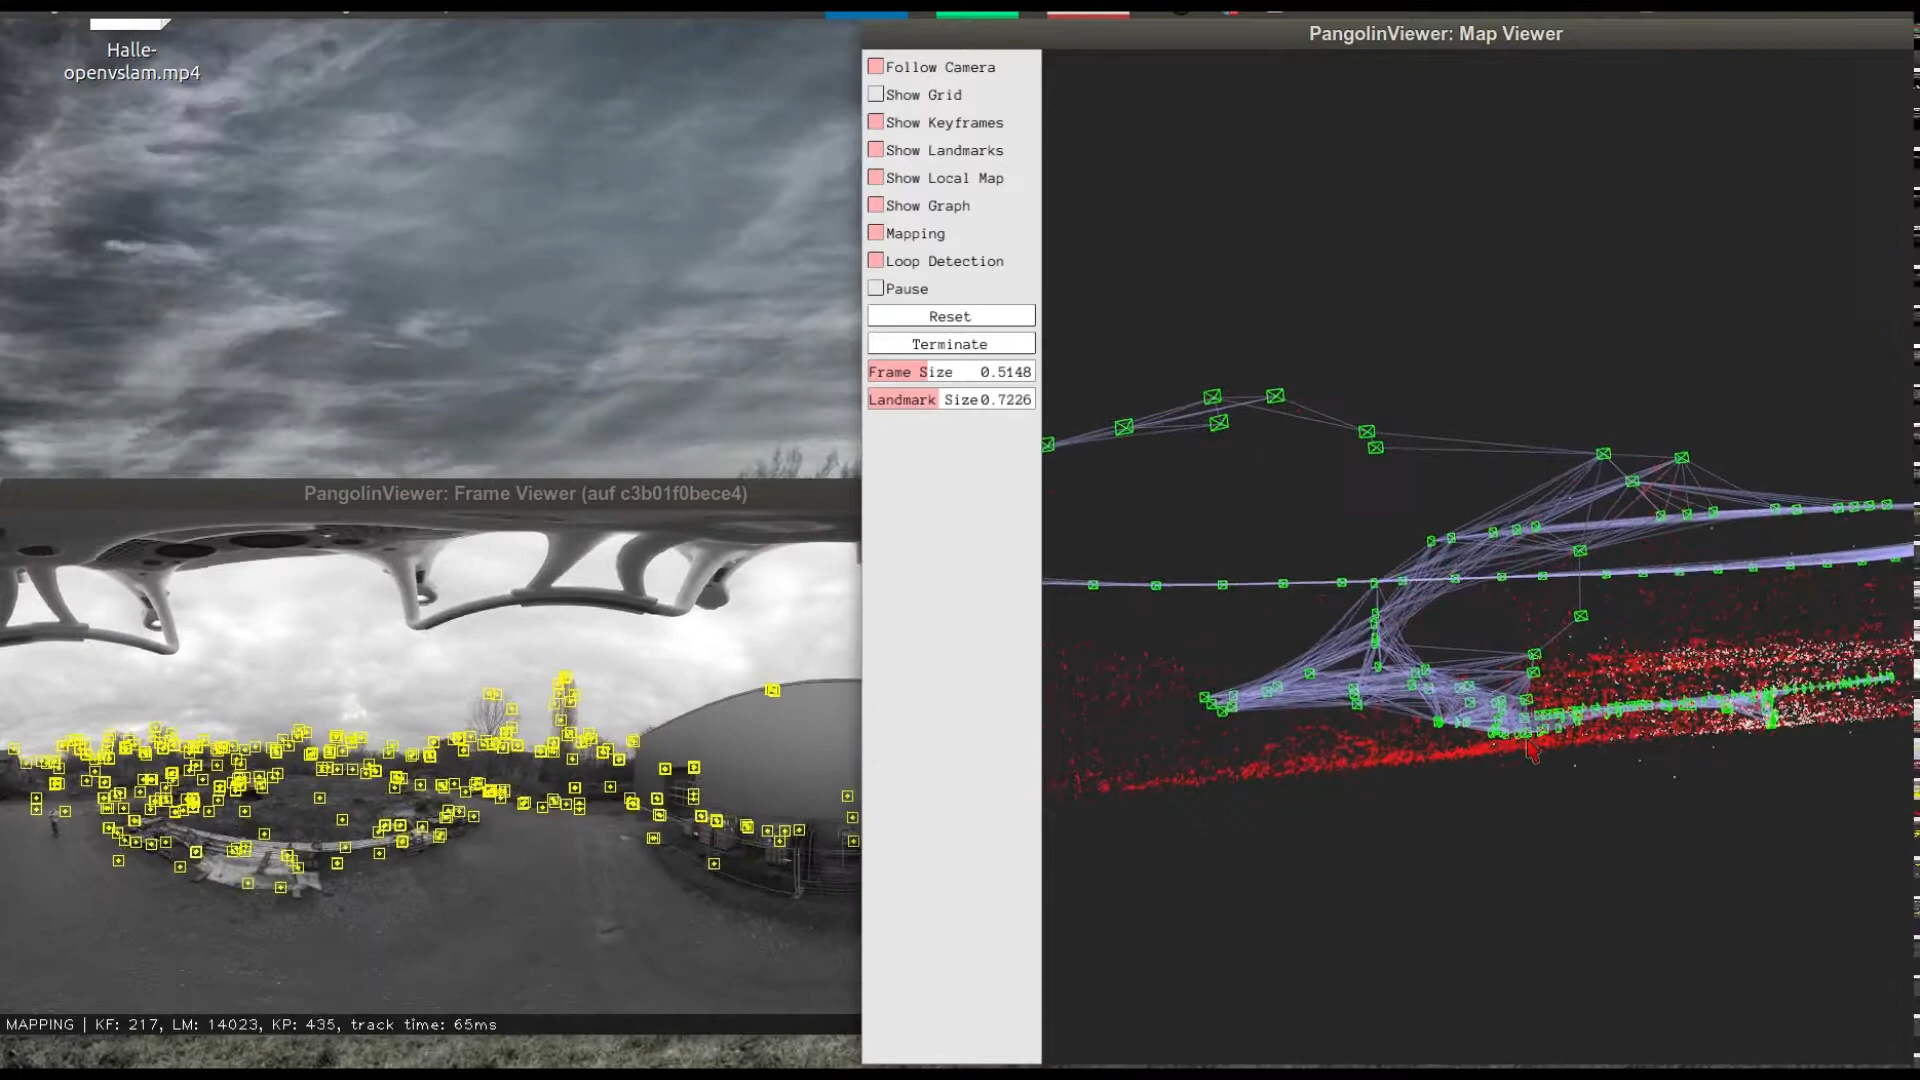 Halle-
openvslam.mp4
PangolinViewer: Map Viewer
Follow Camera
Show Grid
Show Keyframes
Show Landmarks
Show Local Map
Show Graph
Mapping
Loop Detection
Pause
Reset
Terminate
Frame Size 0.5148
Landmark Size 0.7226
PangolinViewer: Frame Viewer (auf c3b01f0bece4)
MAPPING | KF: 217, LM: 14023, KP: 435, track time: 65ms